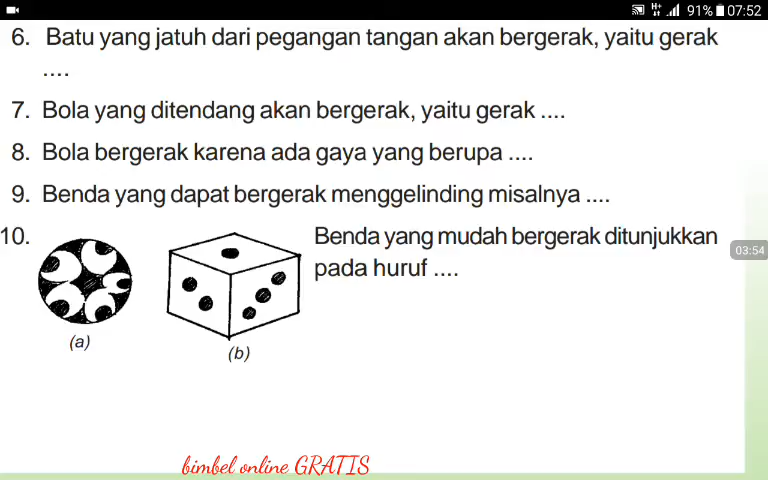 91% 07:52
6. Batu yang jatuh dari pegangan tangan akan bergerak, yaitu gerak
....
7. Bola yang ditendang akan bergerak, yaitu gerak ....
8. Bola bergerak karena ada gaya yang berupa ....
9. Benda yang dapat bergerak menggelinding misalnya ....
10. Benda yang mudah bergerak ditunjukkan
pada huruf ....
03:54
(a)
(b)
bimbel online GRATIS